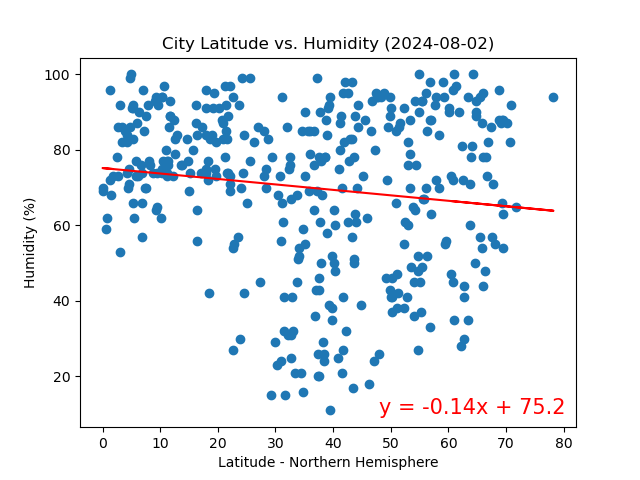 City Latitude vs. Humidity (2024-08-02)
100
80
60
40
20
Humidity (%)
y = -0.14x + 75.2
0 10 20 30 40 50 60 70 80
Latitude - Northern Hemisphere